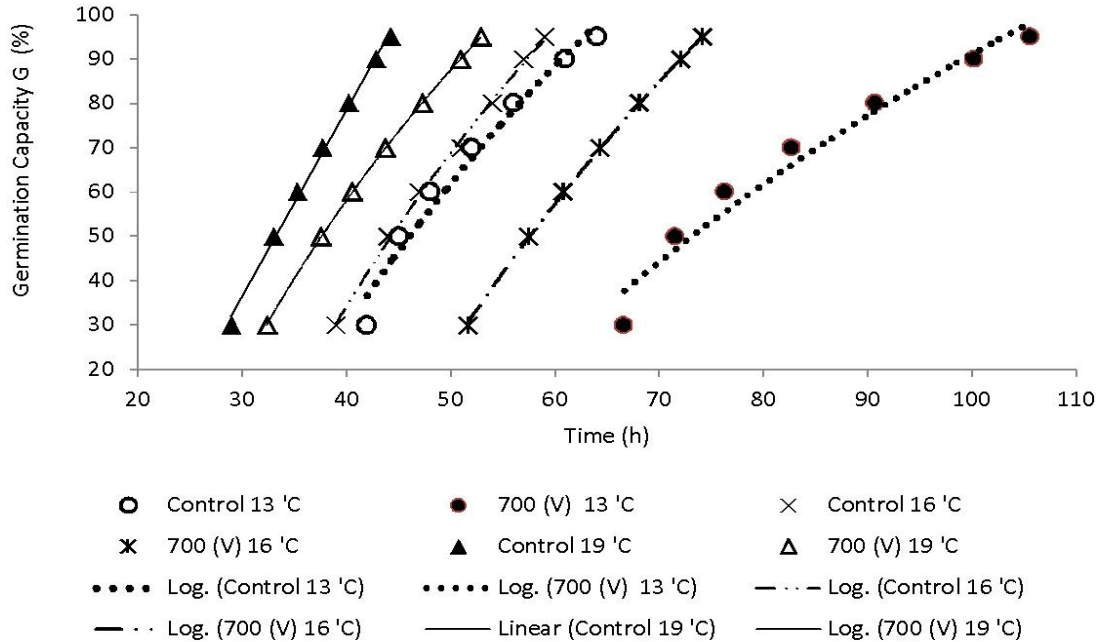 Germination Capacity G (%)
100
90
80
70
60
50
40
30
20
20 30 40 50 60 70 80 90 100 110
Time (h)
Control 13 'C 700 (V) 13 'C Control 16 'C
700 (V) 16 'C Control 19 'C 700 (V) 19 'C
Log. (Control 13 'C) Log. (700 (V) 13 'C) Log. (Control 16 'C)
Log. (700 (V) 16 'C) Linear (Control 19 'C) Log. (700 (V) 19 'C)